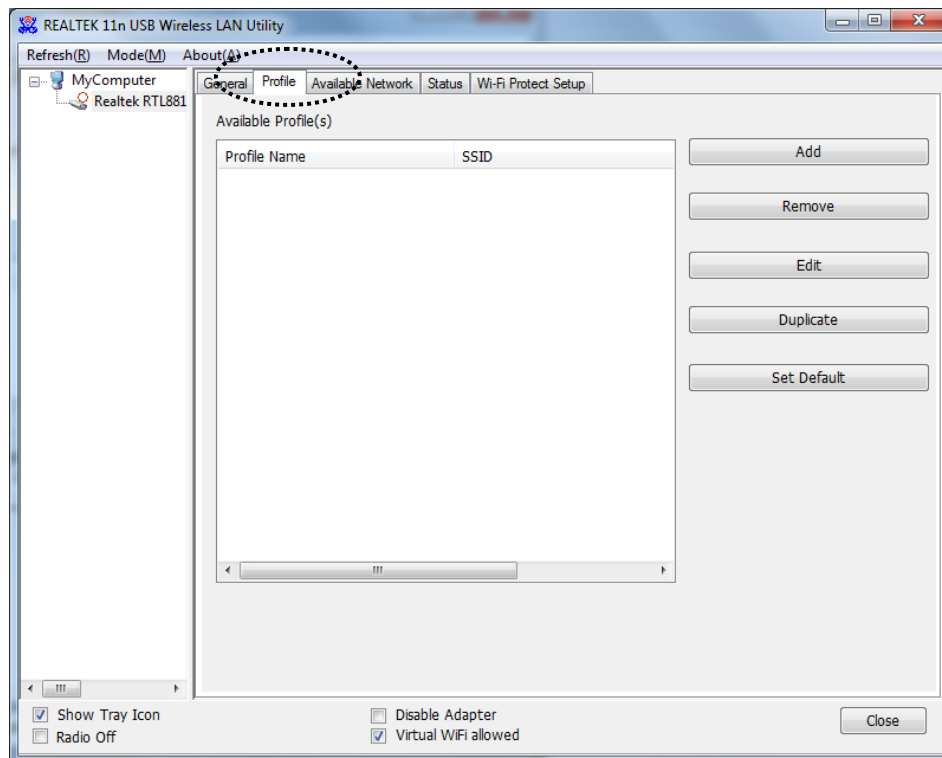 REALTEK 11n USB Wireless LAN Utility
Refresh(R) Mode(M) About(A)
MyComputer
Realtek RTL881
General Profile Available Network Status Wi-Fi Protect Setup
Available Profile(s)
Profile Name SSID
Add
Remove
Edit
Duplicate
Set Default
Show Tray Icon
Radio Off
Disable Adapter
Virtual WiFi allowed
Close